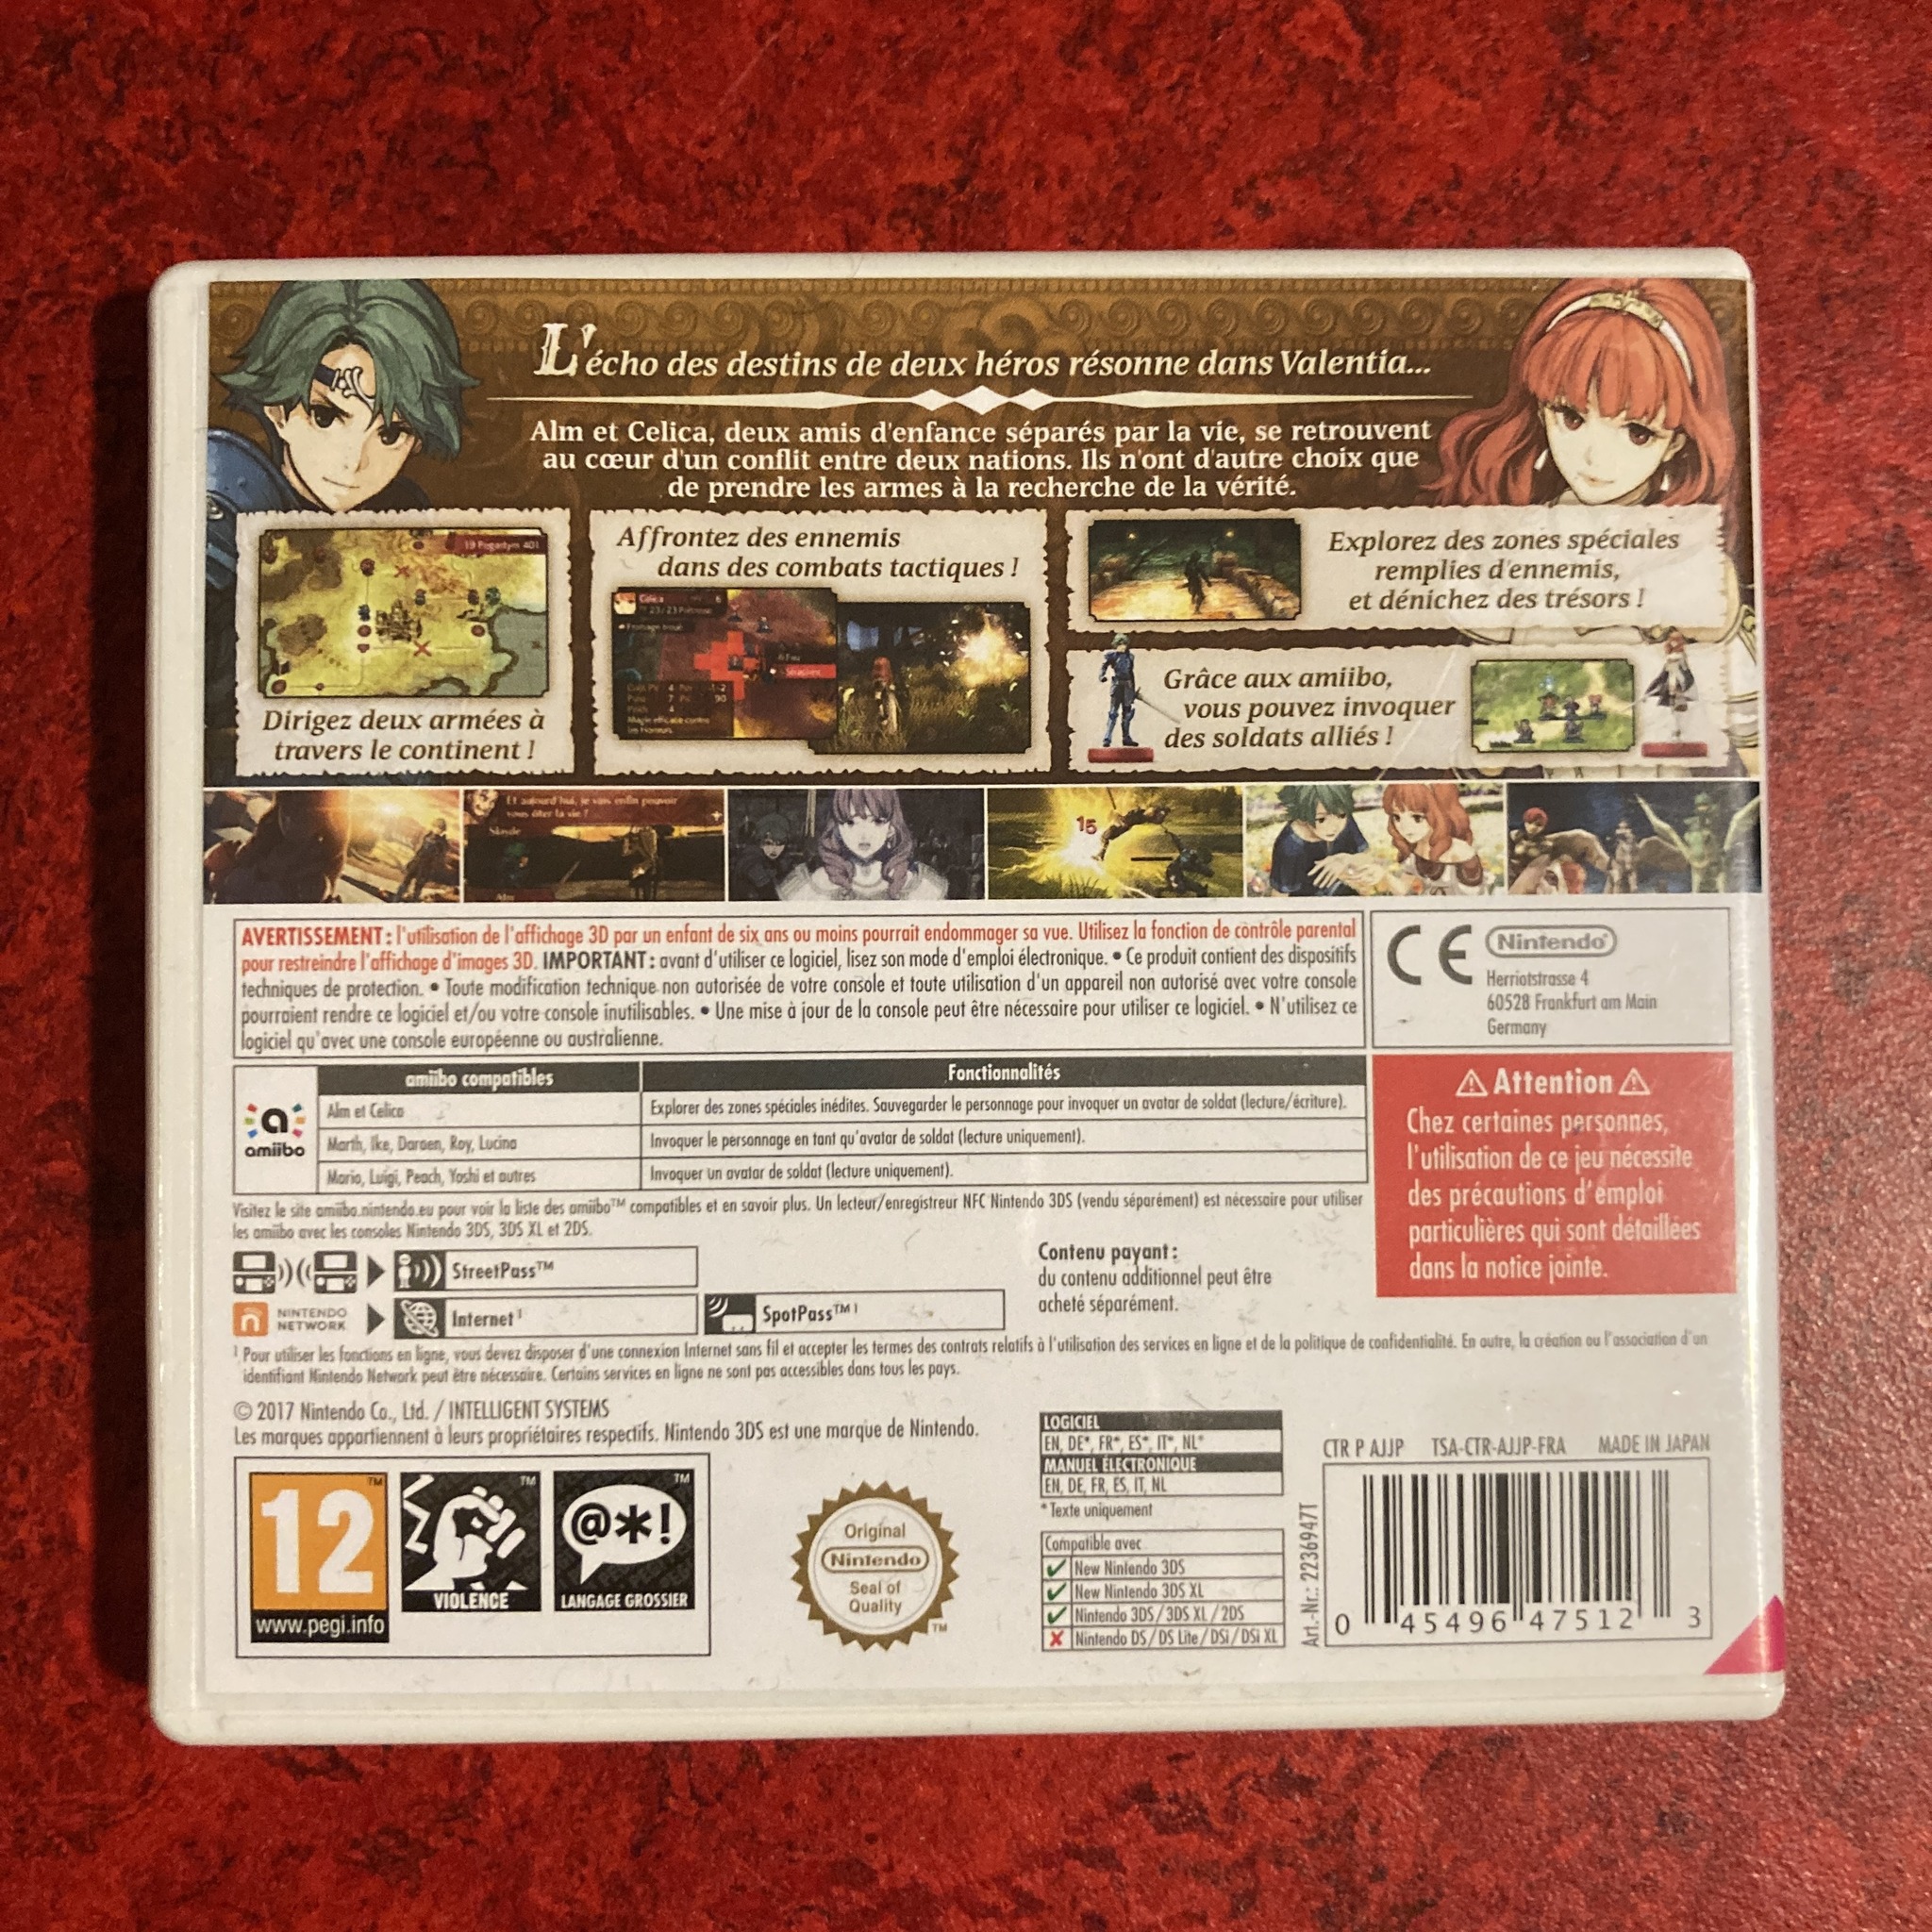 L'écho des destins de deux héros résonne dans Valentia...
Alm et Celica, deux amis d'enfance séparés par la vie, se retrouvent
au cœur d'un conflit entre deux nations. Ils n'ont d'autre choix que
de prendre les armes à la recherche de la vérité.
Dirigez deux armées à
travers le continent !
Affrontez des ennemis
dans des combats tactiques !
Celica
23/23
Explorez des zones spéciales
remplies d'ennemis,
et dénichez des trésors !
Grâce aux amiibo,
vous pouvez invoquer
des soldats alliés !
Et aujourd'hui, je vais enfin pouvoir
vous ôter la vie !
15
AVERTISSEMENT : l'utilisation de l'affichage 3D par un enfant de six ans ou moins pourrait endommager sa vue. Utilisez la fonction de contrôle parental
pour restreindre l'affichage d'images 3D. IMPORTANT : avant d'utiliser ce logiciel, lisez son mode d'emploi électronique. • Ce produit contient des dispositifs
techniques de protection. • Toute modification technique non autorisée de votre console et toute utilisation d'un appareil non autorisé avec votre console
pourraient rendre ce logiciel et/ou votre console inutilisables. • Une mise à jour de la console peut être nécessaire pour utiliser ce logiciel. • N'utilisez ce
logiciel qu'avec une console européenne ou australienne.
CE
Nintendo®
Herriotstrasse 4
60528 Frankfurt am Main
Germany
amiibo
amiibo compatibles
Fonctionnalités
Alm et Celica
Explorer des zones spéciales inédites. Sauvegarder le personnage pour invoquer un avatar de soldat (lecture/écriture).
Marth, Ike, Daraen, Roy, Lucina
Invoquer le personnage en tant qu'avatar de soldat (lecture uniquement).
Mario, Luigi, Peach, Yoshi et autres
Invoquer un avatar de soldat (lecture uniquement).
Visitez le site amiibo.nintendo.eu pour voir la liste des amiibo™ compatibles et en savoir plus. Un lecteur/enregistreur NFC Nintendo 3DS (vendu séparément) est nécessaire pour utiliser
les amiibo avec les consoles Nintendo 3DS, 3DS XL et 2DS.
⚠ Attention ⚠
Chez certaines personnes,
l'utilisation de ce jeu nécessite
des précautions d'emploi
particulières qui sont détaillées
dans la notice jointe.
StreetPass™
NINTENDO
NETWORK
Internet¹
SpotPass™ ¹
Contenu payant :
du contenu additionnel peut être
acheté séparément.
¹ Pour utiliser les fonctions en ligne, vous devez disposer d'une connexion Internet sans fil et accepter les termes des contrats relatifs à l'utilisation des services en ligne et de la politique de confidentialité. En outre, la création ou l'association d'un
identifiant Nintendo Network peut être nécessaire. Certains services en ligne ne sont pas accessibles dans tous les pays.
© 2017 Nintendo Co., Ltd. / INTELLIGENT SYSTEMS
Les marques appartiennent à leurs propriétaires respectifs. Nintendo 3DS est une marque de Nintendo.
12
™
www.pegi.info
™
VIOLENCE
@*!
™
LANGAGE GROSSIER
Original
Nintendo
Seal of
Quality
™
LOGICIEL
EN, DE*, FR*, ES*, IT*, NL*
MANUEL ÉLECTRONIQUE
EN, DE, FR, ES, IT, NL
* Texte uniquement
Compatible avec
New Nintendo 3DS
New Nintendo 3DS XL
Nintendo 3DS/3DS XL/2DS
Nintendo DS/DS Lite/DSi/DSi XL
CTR P AJJP TSA-CTR-AJJP-FRA MADE IN JAPAN
Art.-Nr.: 2236947T
0 45496 47512 3